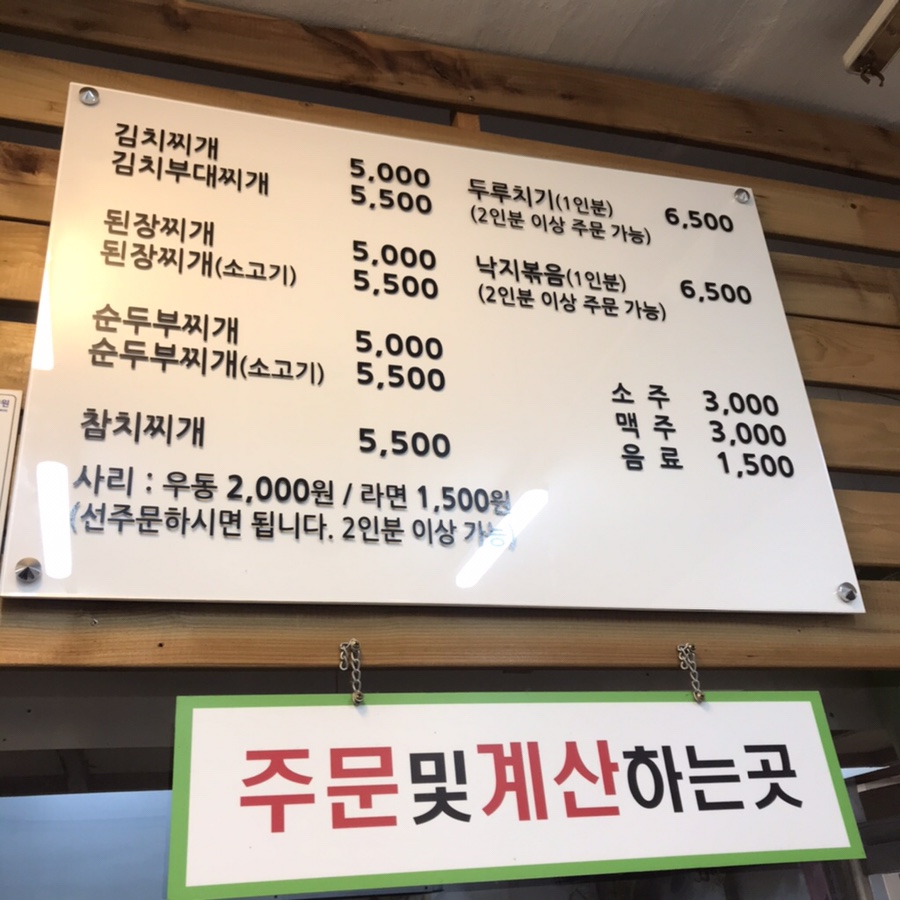 김치찌개 5,000
김치부대찌개 5,500
된장찌개 5,000
된장찌개(소고기) 5,500
순두부찌개 5,000
순두부찌개(소고기) 5,500
참치찌개 5,500
사리 : 우동 2,000원 / 라면 1,500원
(선주문하시면 됩니다. 2인분 이상 가능)
두루치기(1인분) 6,500
(2인분 이상 주문 가능)
낙지볶음(1인분) 6,500
(2인분 이상 주문 가능)
소 주 3,000
맥 주 3,000
음 료 1,500
주문및계산하는곳